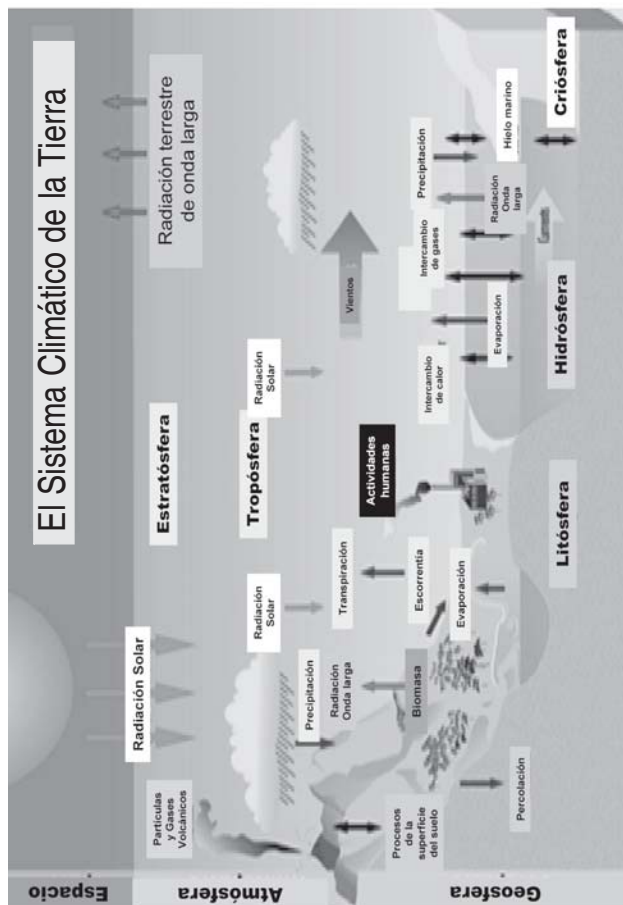 El Sistema Climático de la Tierra
Espacio
Atmósfera
Geosfera
Radiación Solar
Radiación terrestre
de onda larga
Estratósfera
Partículas
y Gases
Volcánicos
Tropósfera
Radiación
Solar
Radiación
Solar
Precipitación
Radiación
Onda larga
Transpiración
Vientos
Actividades
humanas
Procesos
de la
superficie
del suelo
Biomasa
Escorrentía
Intercambio
de calor
Intercambio
de gases
Precipitación
Percolación
Evaporación
Evaporación
Radiación
Onda
larga
Hielo marino
Litósfera
Hidrósfera
Criósfera